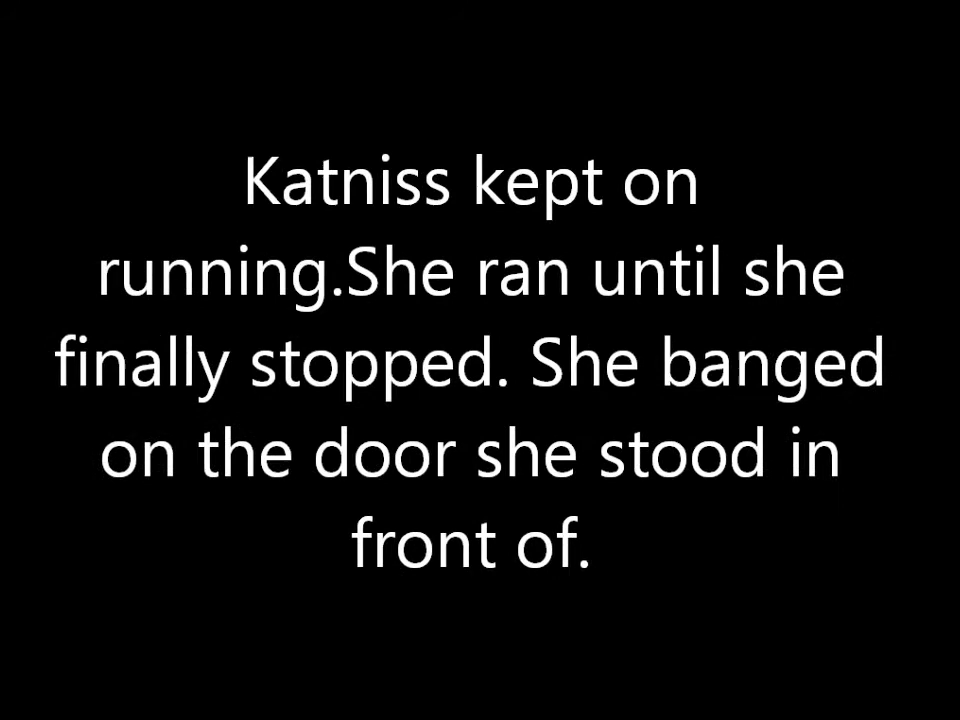 Katniss kept on
running.She ran until she
finally stopped. She banged
on the door she stood in
front of.